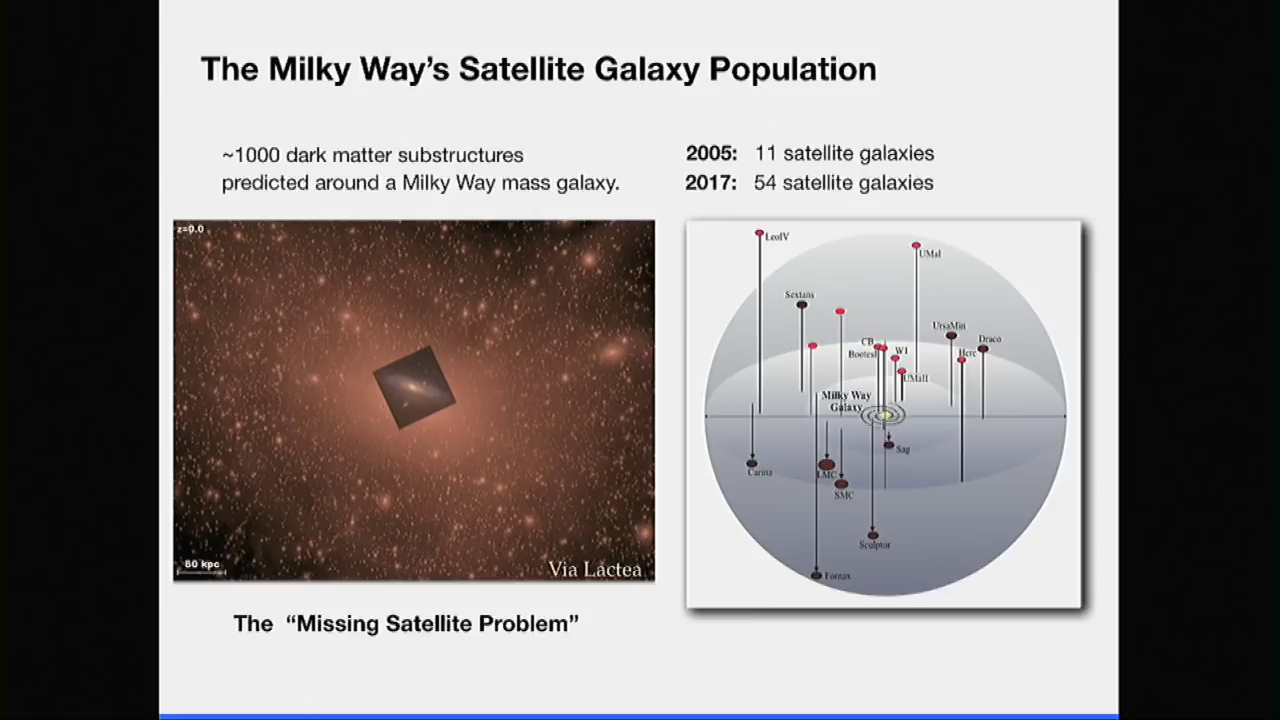 The Milky Way's Satellite Galaxy Population
~1000 dark matter substructures
predicted around a Milky Way mass galaxy.
2005: 11 satellite galaxies
2017: 54 satellite galaxies
z=0.0
60 kpc
Via Lactea
The “Missing Satellite Problem”
LeoIV
UMaI
Sextans
UrsaMin
Draco
CB
BootesI
W1
Herc
UMaII
Milky Way
Galaxy
Sag
Carina
LMC
SMC
Sculptor
Fornax